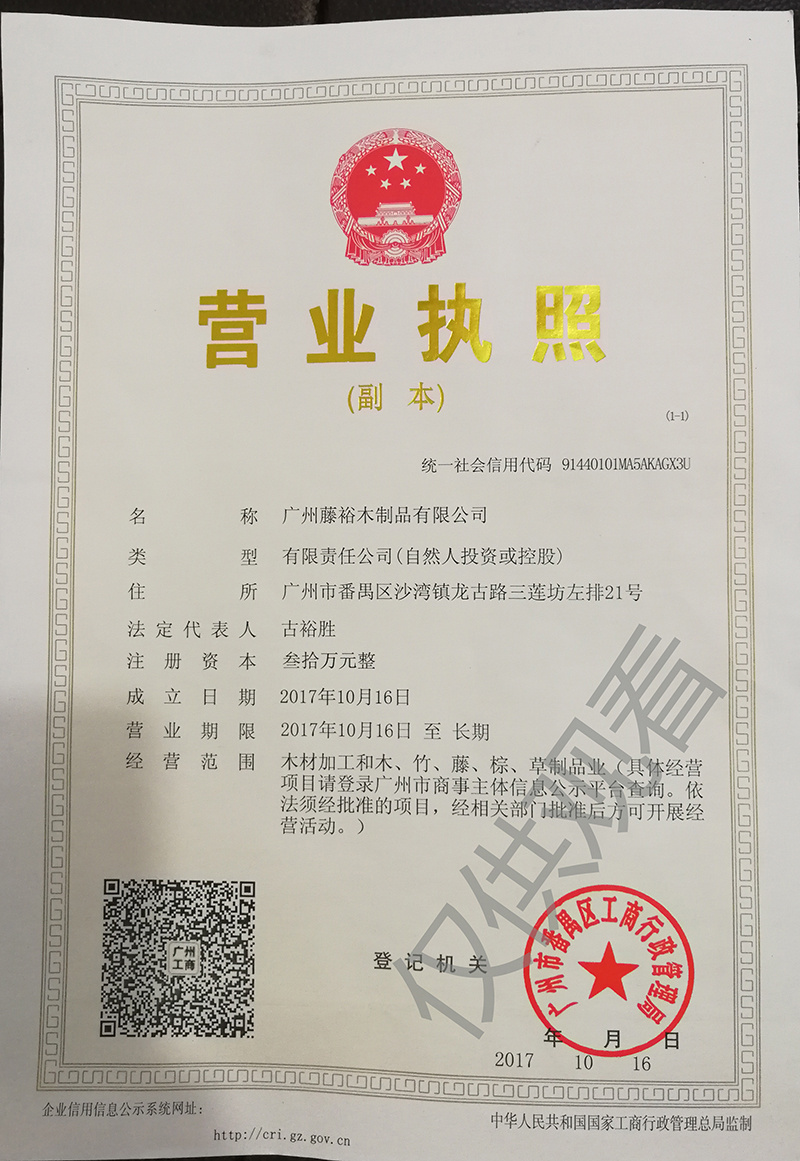 营业执照
(副 本)
(1-1)
统一社会信用代码 91440101MA5AKAGX3U
名 称 广州藤裕木制品有限公司
类 型 有限责任公司(自然人投资或控股)
住 所 广州市番禺区沙湾镇龙古路三莲坊左排21号
法定代表人 古裕胜
注册资本 叁拾万元整
成立日期 2017年10月16日
营业期限 2017年10月16日 至 长期
经营范围 木材加工和木、竹、藤、棕、草制品业（具体经营
项目请登录广州市商事主体信息公示平台查询。依
法须经批准的项目，经相关部门批准后方可开展经
营活动。）
仅供观看
广州
工商
登记机关
广州市番禺区工商行政管理局
年 月 日
2017 10 16
企业信用信息公示系统网址：
http://cri.gz.gov.cn
中华人民共和国国家工商行政管理总局监制